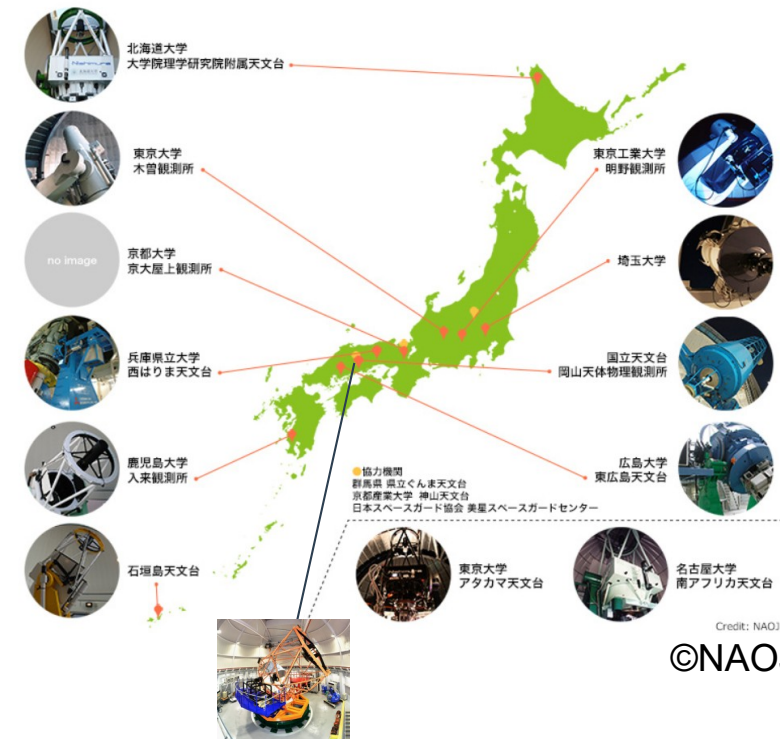 北海道大学
大学院理学研究院附属天文台
東京大学
木曽観測所
no image
京都大学
京大屋上観測所
兵庫県立大学
西はりま天文台
鹿児島大学
入来観測所
石垣島天文台
東京工業大学
明野観測所
埼玉大学
国立天文台
岡山天体物理観測所
広島大学
東広島天文台
●協力機関
群馬県 県立ぐんま天文台
京都産業大学 神山天文台
日本スペースガード協会 美星スペースガードセンター
東京大学
アタカマ天文台
名古屋大学
南アフリカ天文台
Credit: NAOJ
©NAO